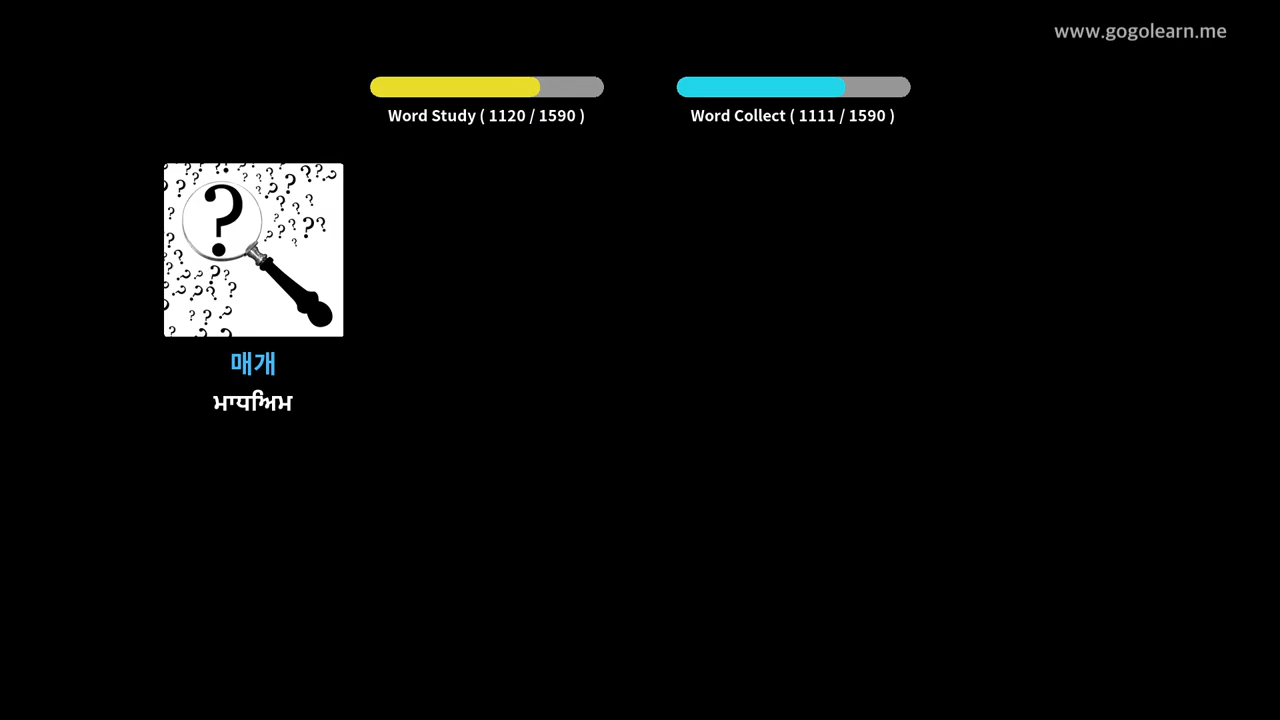 www.gogolearn.me
Word Study ( 1120 / 1590 )
Word Collect ( 1111 / 1590 )
매개
ਮਾਧਿਅਮ